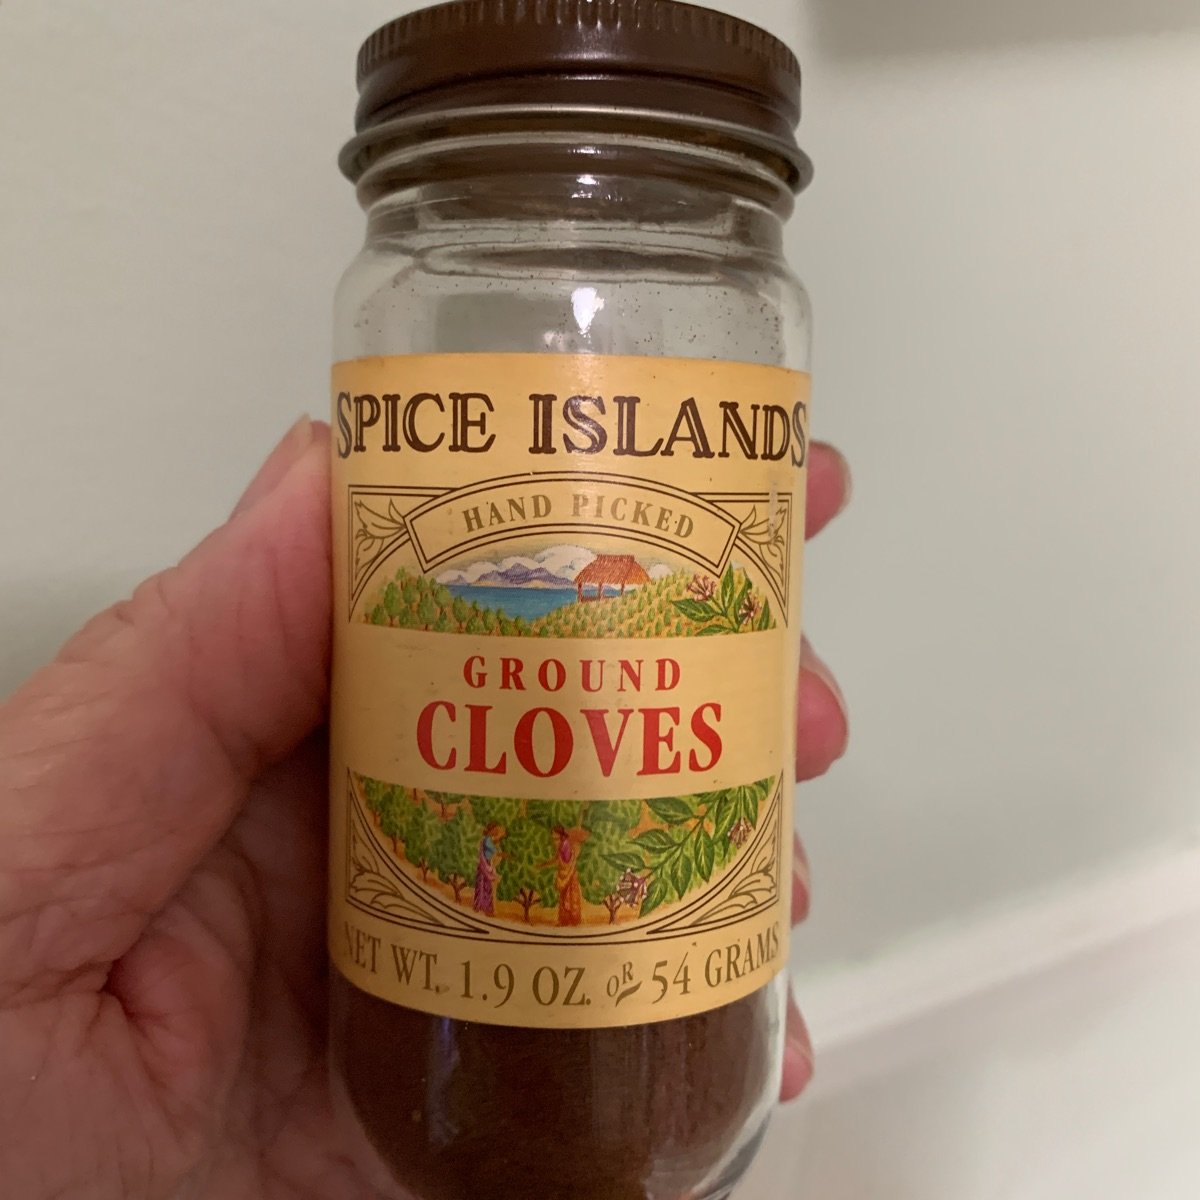 SPICE ISLANDS
HAND PICKED
GROUND
CLOVES
NET WT. 1.9 OZ. OR 54 GRAMS